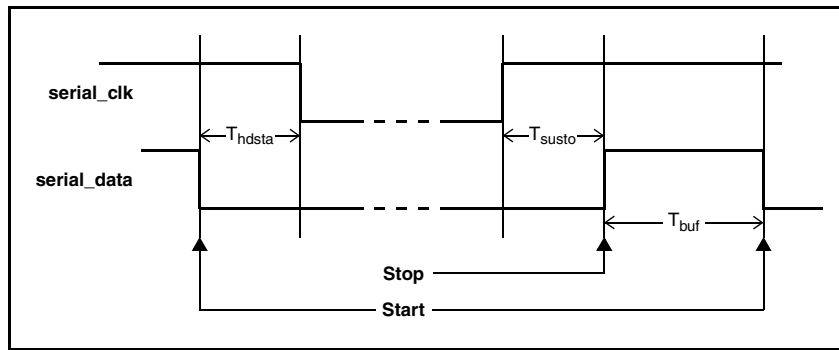 serial_clk
T_hdsta
T_susto
serial_data
T_buf
Stop
Start